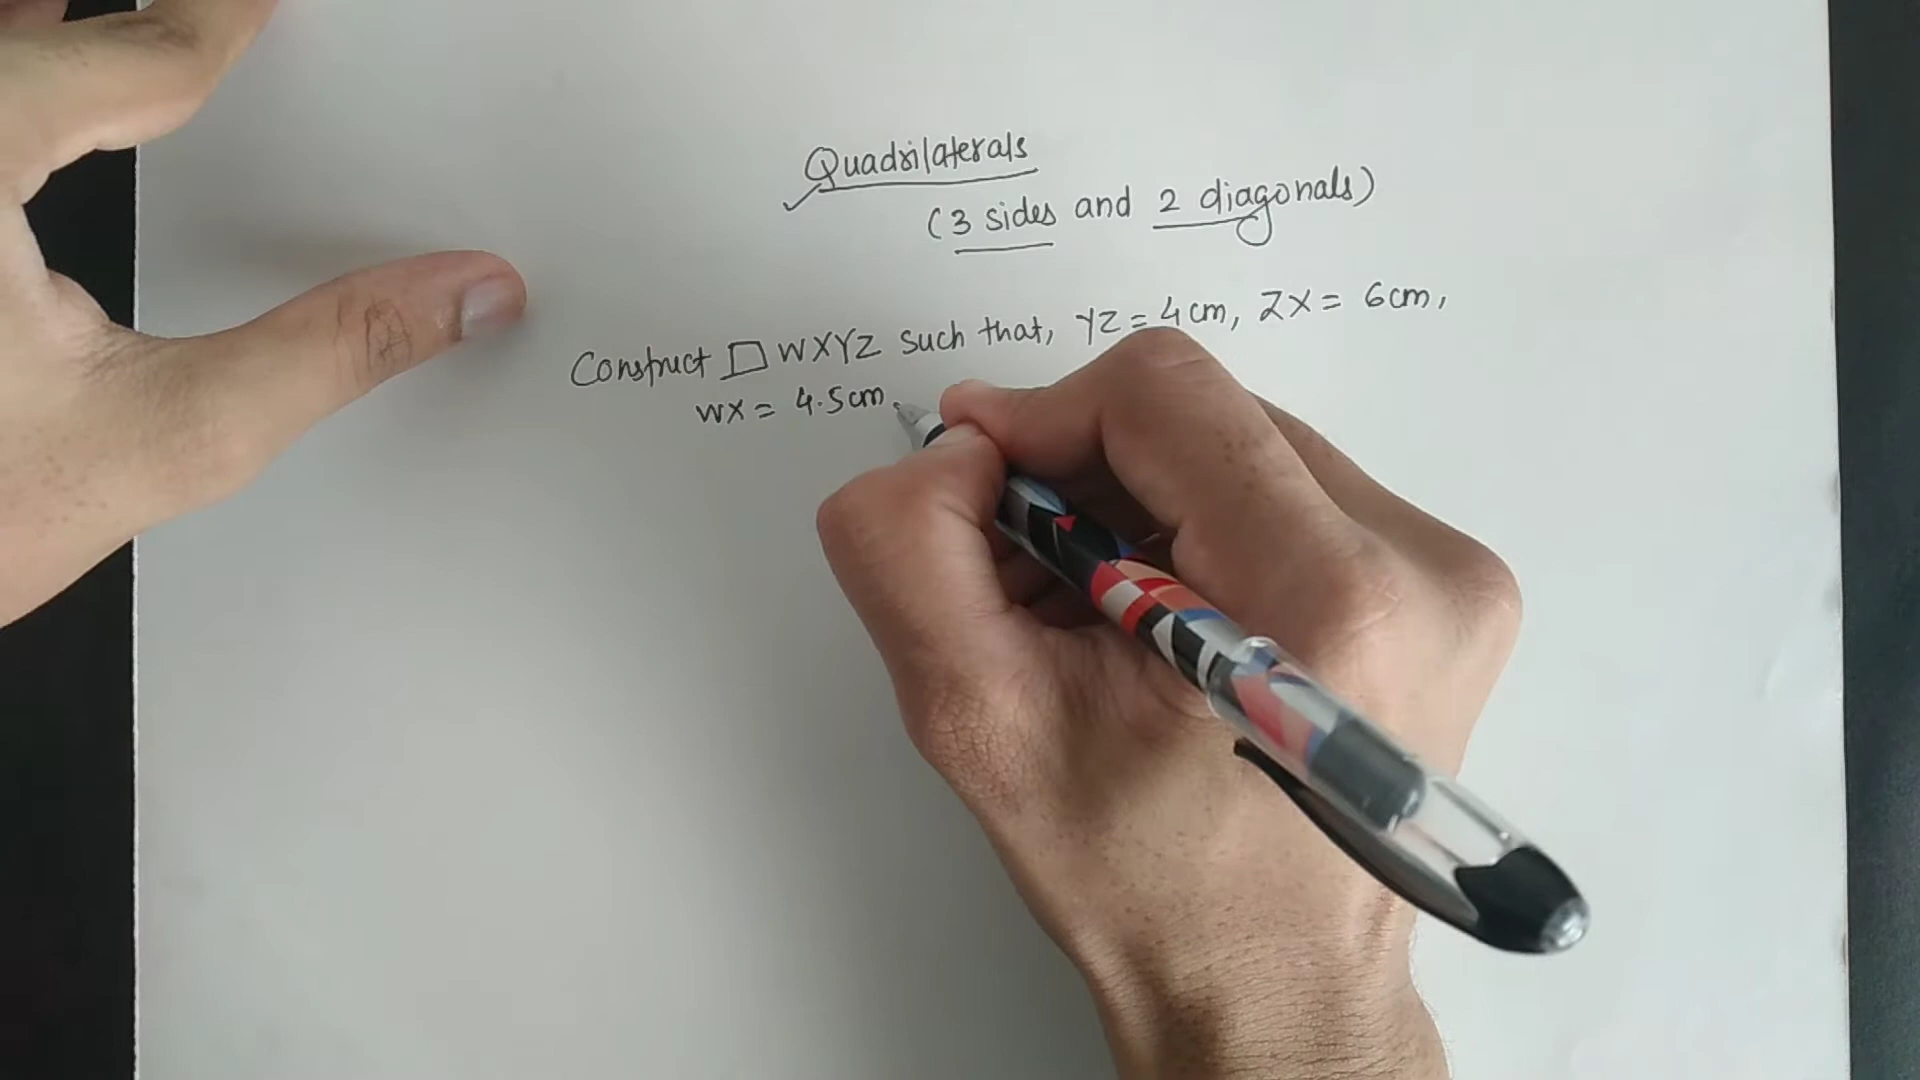 Quadrilaterals
(3 sides and 2 diagonals)
Construct □ WXYZ such that, YZ = 4 cm, ZX = 6 cm,
WX = 4.5 cm,